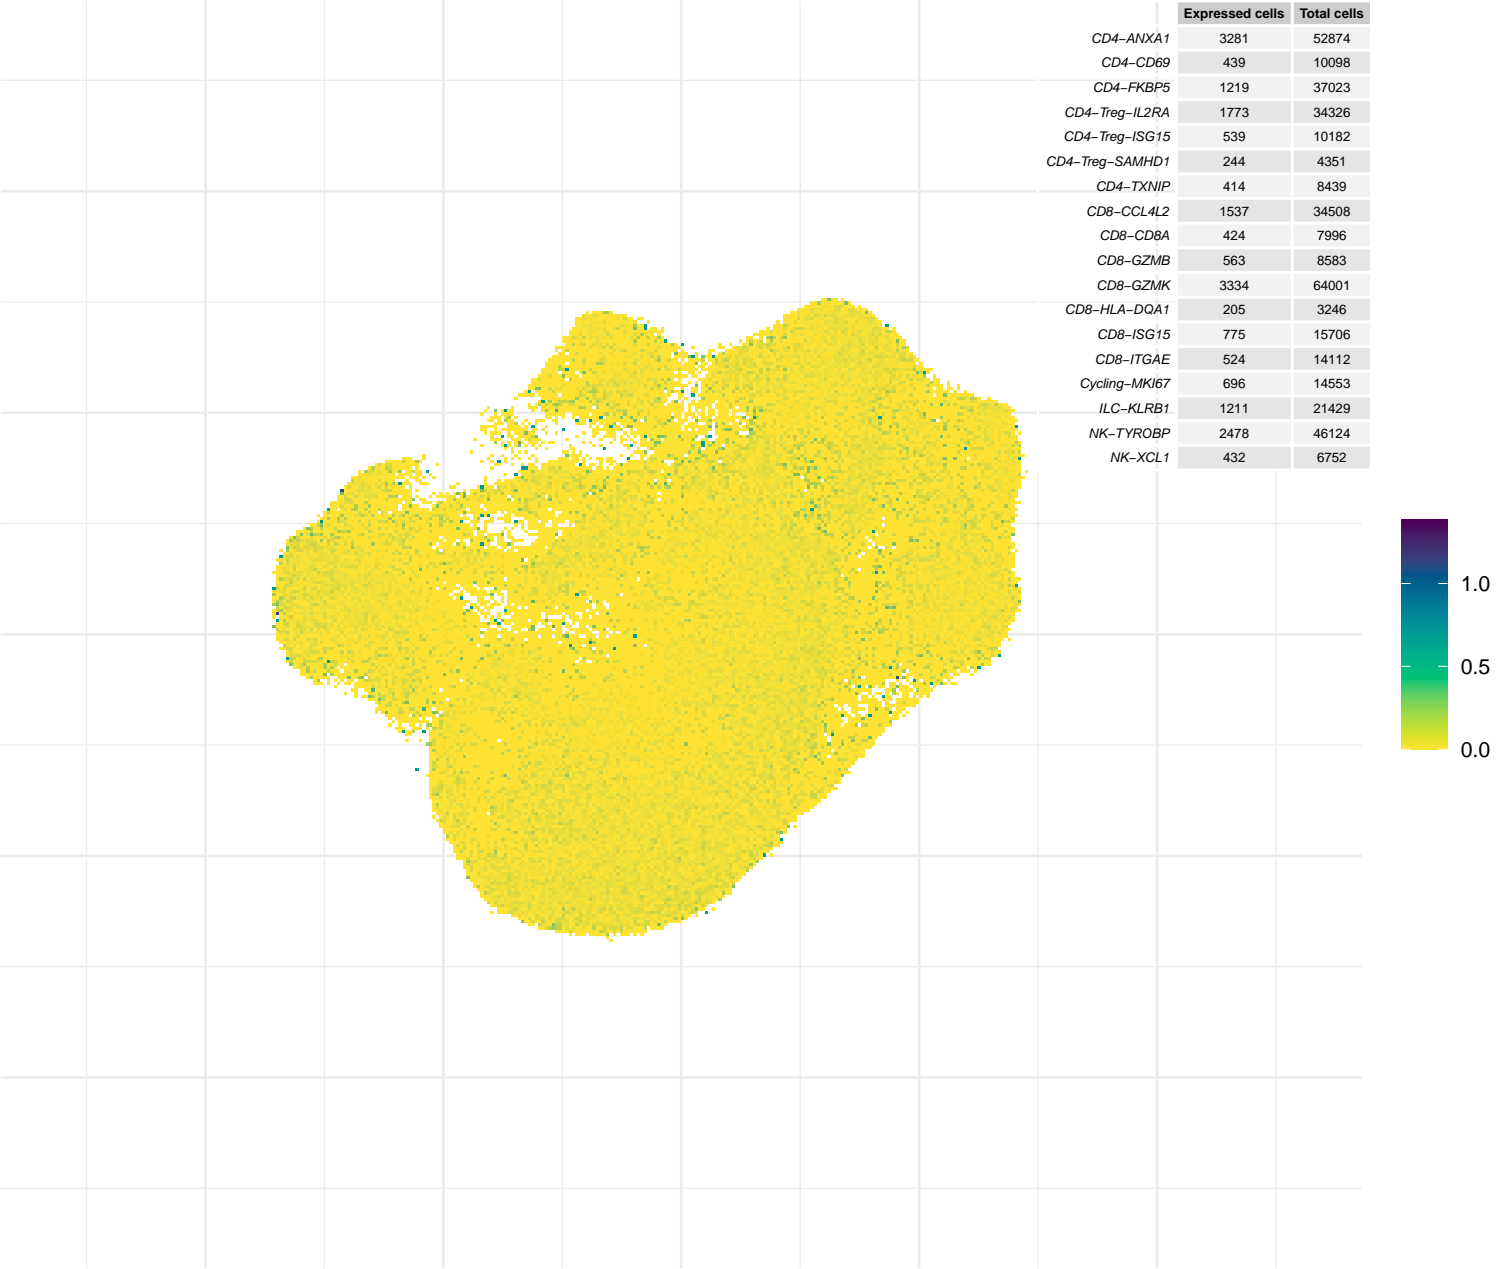 Expressed cells Total cells
CD4−ANXA1 3281 52874
CD4−CD69 439 10098
CD4−FKBP5 1219 37023
CD4−Treg−IL2RA 1773 34326
CD4−Treg−ISG15 539 10182
CD4−Treg−SAMHD1 244 4351
CD4−TXNIP 414 8439
CD8−CCL4L2 1537 34508
CD8−CD8A 424 7996
CD8−GZMB 563 8583
CD8−GZMK 3334 64001
CD8−HLA−DQA1 205 3246
CD8−ISG15 775 15706
CD8−ITGAE 524 14112
Cycling−MKI67 696 14553
ILC−KLRB1 1211 21429
NK−TYROBP 2478 46124
NK−XCL1 432 6752
1.0
0.5
0.0